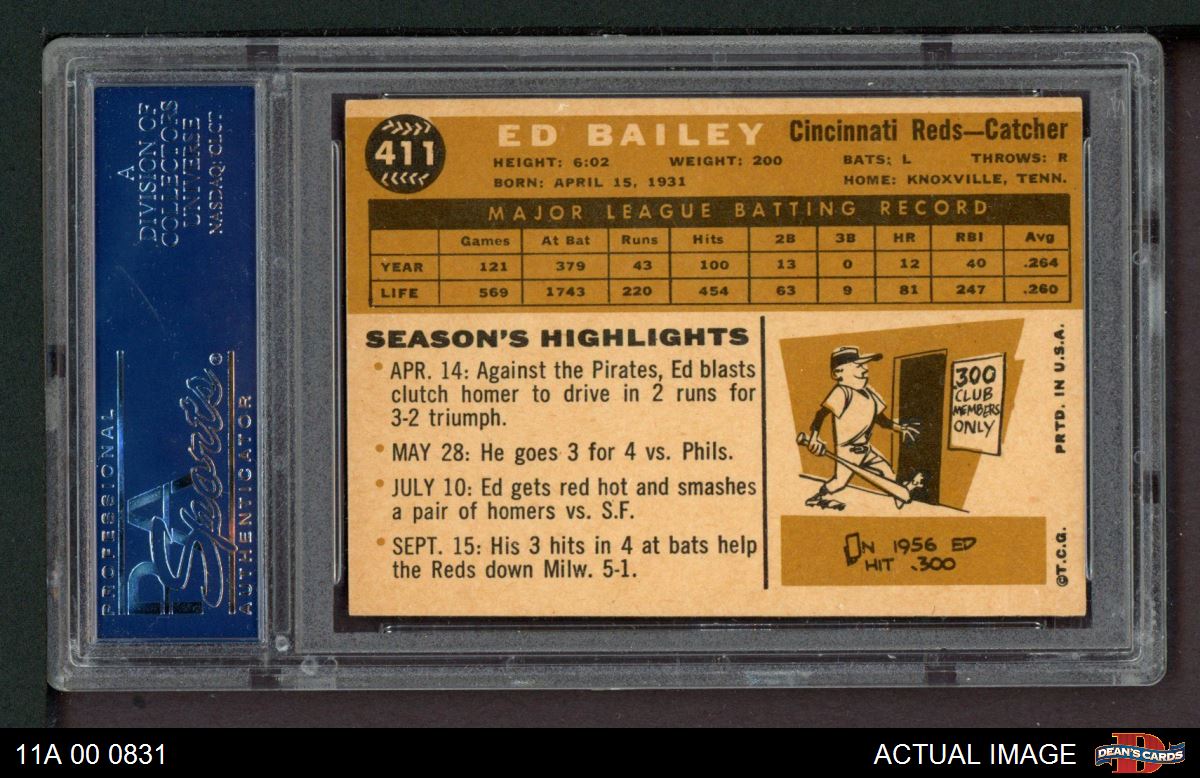 A
DIVISION OF
COLLECTORS
UNIVERSE
NASDAQ: CLCT
PROFESSIONAL
PSA
Sports®
AUTHENTICATOR
411
ED BAILEY Cincinnati Reds—Catcher
HEIGHT: 6:02 WEIGHT: 200 BATS: L THROWS: R
BORN: APRIL 15, 1931 HOME: KNOXVILLE, TENN.
MAJOR LEAGUE BATTING RECORD
Games At Bat Runs Hits 2B 3B HR RBI Avg
YEAR 121 379 43 100 13 0 12 40 .264
LIFE 569 1743 220 454 63 9 81 247 .260
SEASON'S HIGHLIGHTS
• APR. 14: Against the Pirates, Ed blasts
clutch homer to drive in 2 runs for
3-2 triumph.
• MAY 28: He goes 3 for 4 vs. Phils.
• JULY 10: Ed gets red hot and smashes
a pair of homers vs. S.F.
• SEPT. 15: His 3 hits in 4 at bats help
the Reds down Milw. 5-1.
.300
CLUB
MEMBERS
ONLY
IN 1956 ED
HIT .300
©T.C.G. PRTD. IN U.S.A.
11A 00 0831 ACTUAL IMAGE DEAN'S CARDS